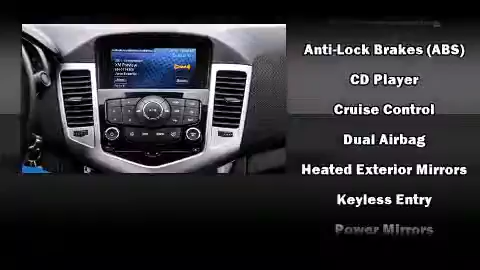 Anti-Lock Brakes (ABS)
CD Player
Cruise Control
Dual Airbag
Heated Exterior Mirrors
Keyless Entry
Power Mirrors